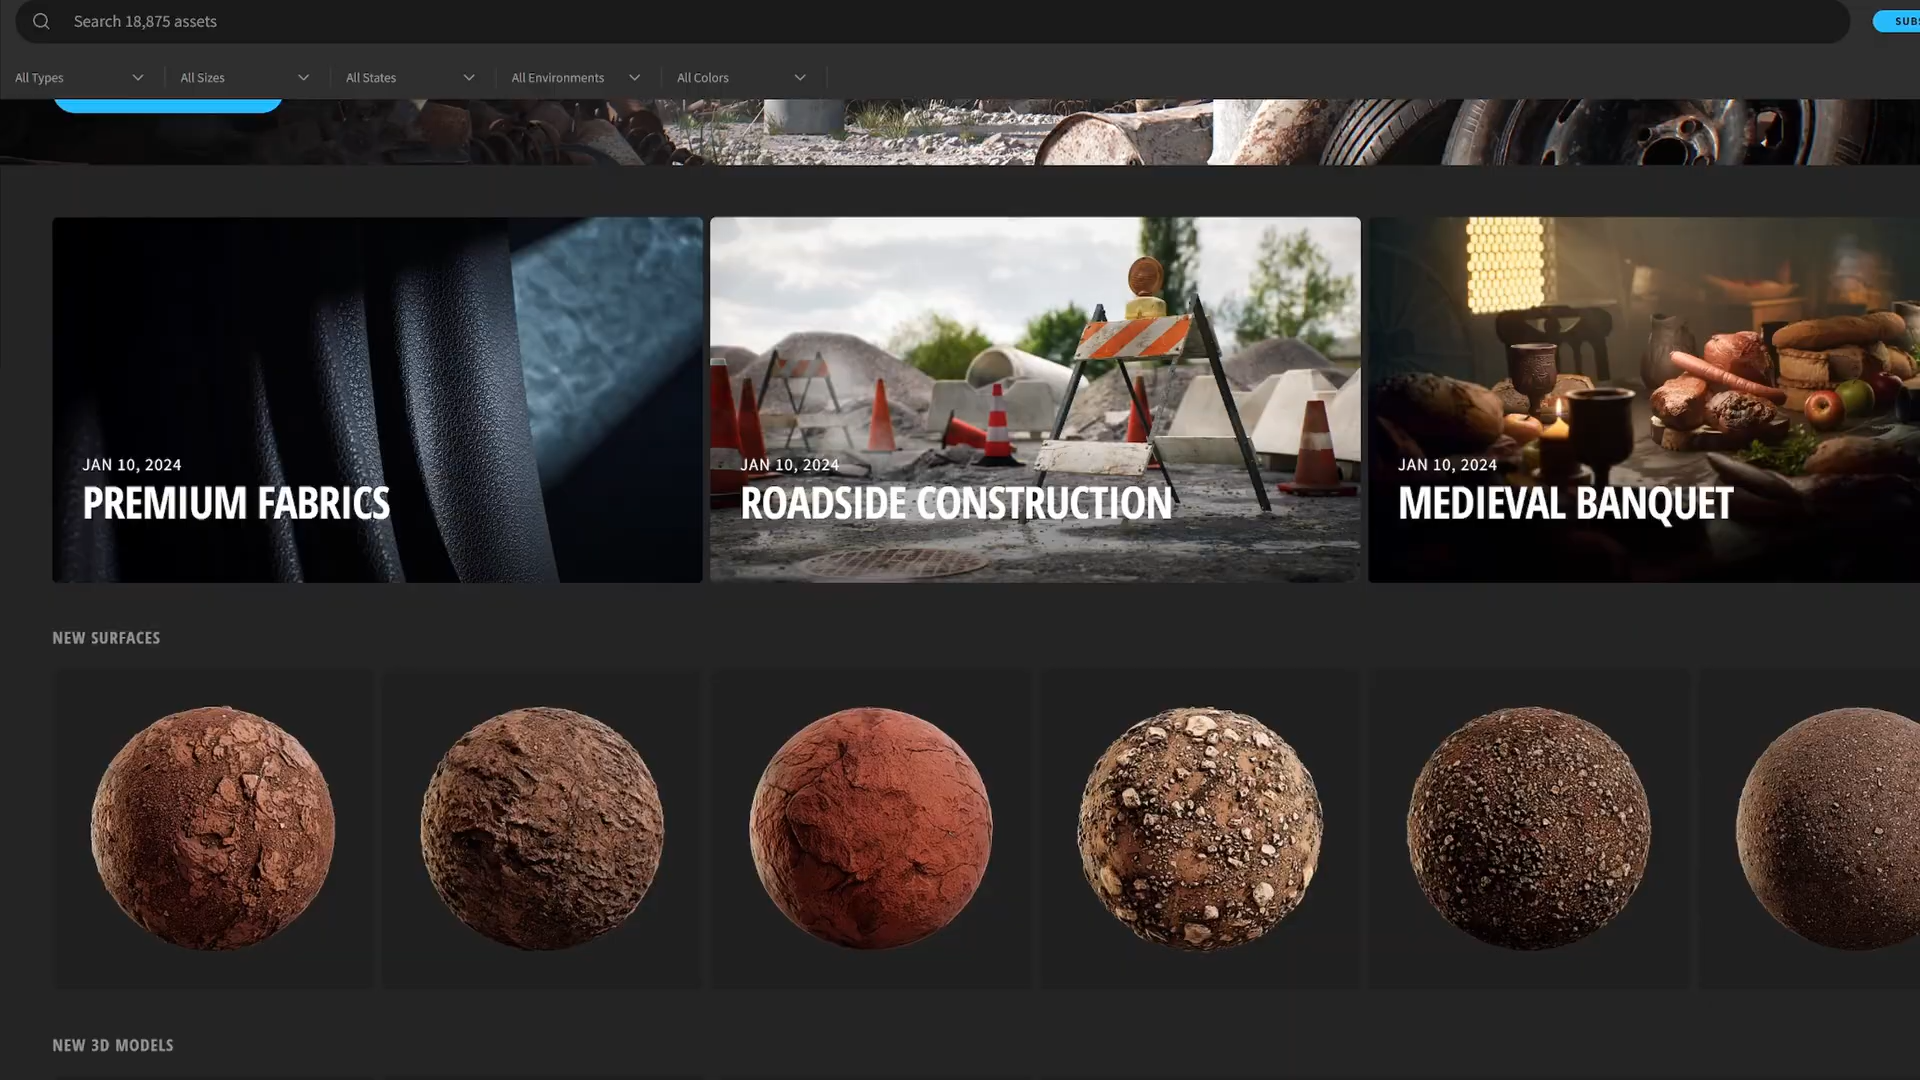 Search 18,875 assets
All Types
All Sizes
All States
All Environments
All Colors
JAN 10, 2024
PREMIUM FABRICS
JAN 10, 2024
ROADSIDE CONSTRUCTION
JAN 10, 2024
MEDIEVAL BANQUET
NEW SURFACES
NEW 3D MODELS